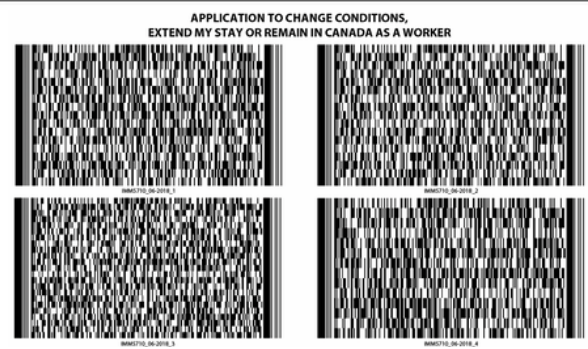 APPLICATION TO CHANGE CONDITIONS,
EXTEND MY STAY OR REMAIN IN CANADA AS A WORKER
IMM5710_06-2018_1
IMM5710_06-2018_2
IMM5710_06-2018_3
IMM5710_06-2018_4